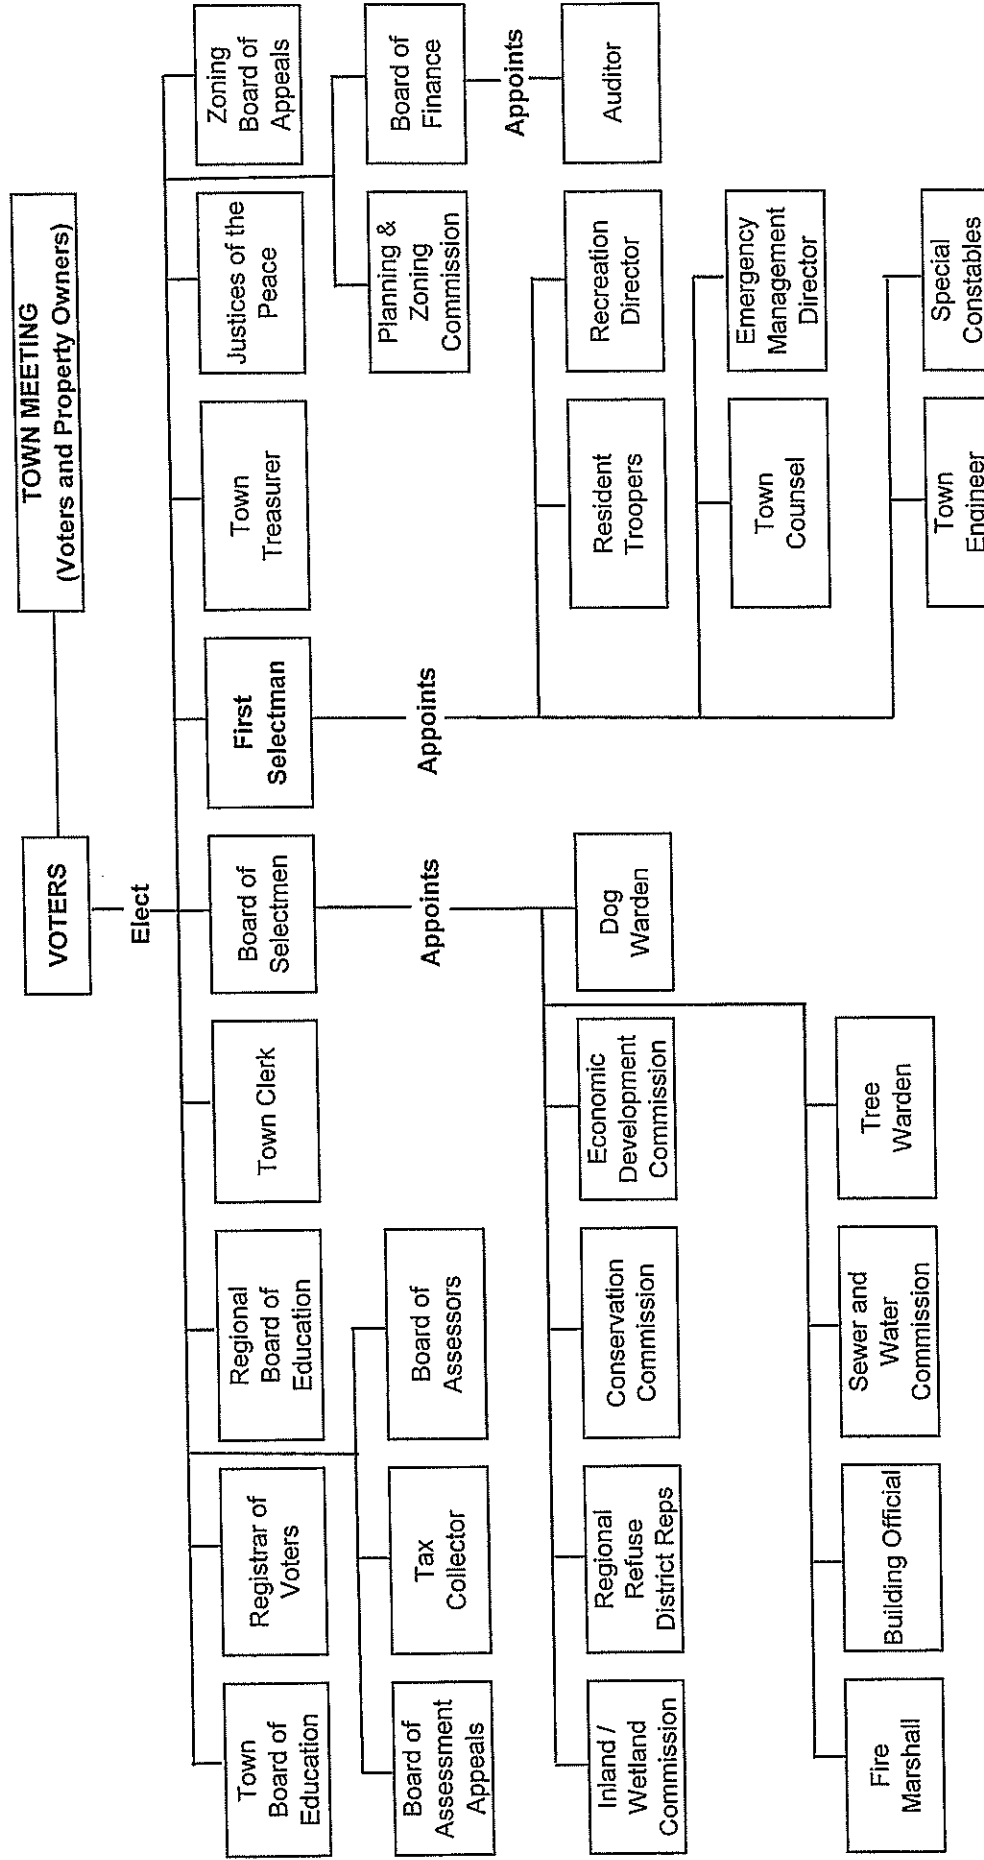 TOWN MEETING
(Voters and Property Owners)
VOTERS
Elect
Town
Board of
Education
Registrar of
Voters
Regional
Board of
Education
Town Clerk
Board of
Selectmen
First
Selectman
Town
Treasurer
Justices of the
Peace
Zoning
Board of
Appeals
Board of
Assessment
Appeals
Tax
Collector
Board of
Assessors
Planning &
Zoning
Commission
Board of
Finance
Appoints
Appoints
Appoints
Inland /
Wetland
Commission
Regional
Refuse
District Reps
Conservation
Commission
Economic
Development
Commission
Dog
Warden
Resident
Troopers
Recreation
Director
Auditor
Town
Counsel
Emergency
Management
Director
Fire
Marshall
Building Official
Sewer and
Water
Commission
Tree
Warden
Town
Engineer
Special
Constables